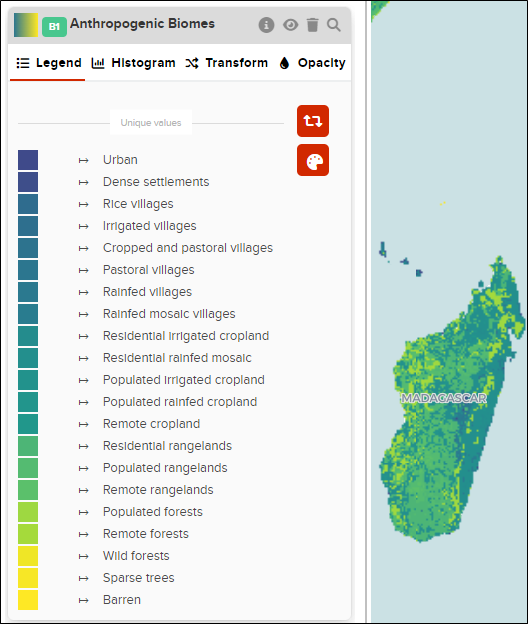 B1 Anthropogenic Biomes
Legend Histogram Transform Opacity
Unique values
Urban
Dense settlements
Rice villages
Irrigated villages
Cropped and pastoral villages
Pastoral villages
Rainfed villages
Rainfed mosaic villages
Residential irrigated cropland
Residential rainfed mosaic
Populated irrigated cropland
Populated rainfed cropland
Remote cropland
Residential rangelands
Populated rangelands
Remote rangelands
Populated forests
Remote forests
Wild forests
Sparse trees
Barren
MADAGASCAR